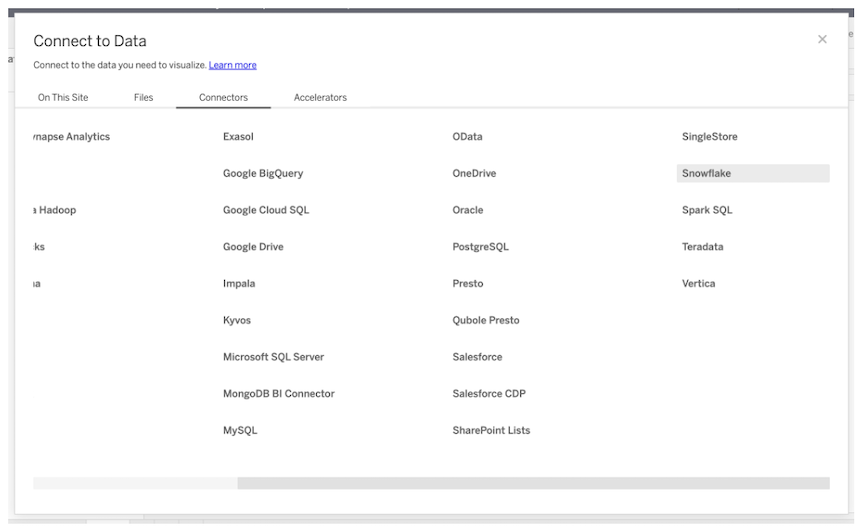 Connect to Data
Connect to the data you need to visualize. Learn more
On This Site Files Connectors Accelerators
Analytics
Hadoop
Exasol
Google BigQuery
Google Cloud SQL
Google Drive
Impala
Kyvos
Microsoft SQL Server
MongoDB BI Connector
MySQL
OData
OneDrive
Oracle
PostgreSQL
Presto
Qubole Presto
Salesforce
Salesforce CDP
SharePoint Lists
SingleStore
Snowflake
Spark SQL
Teradata
Vertica